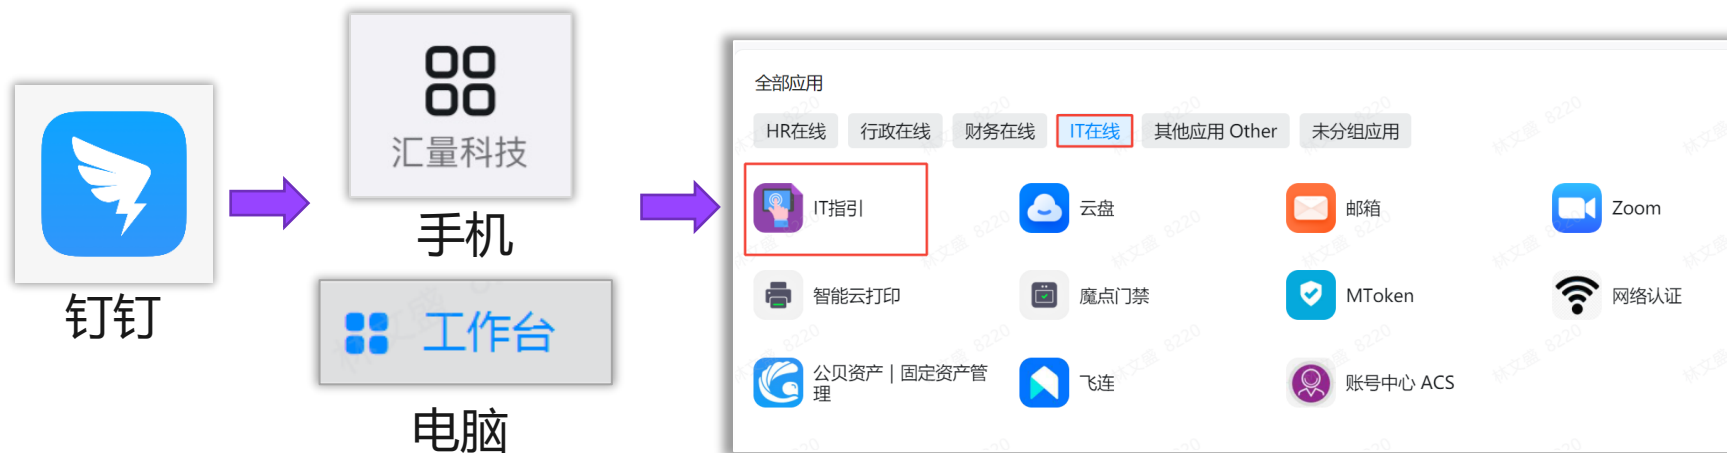 钉钉
汇量科技
手机
工作台
电脑
全部应用
HR在线 行政在线 财务在线 IT在线 其他应用 Other 未分组应用
IT指引 云盘 邮箱 Zoom
智能云打印 魔点门禁 MToken 网络认证
公贝资产 | 固定资产管
理
飞连 账号中心 ACS
林文盛 8220